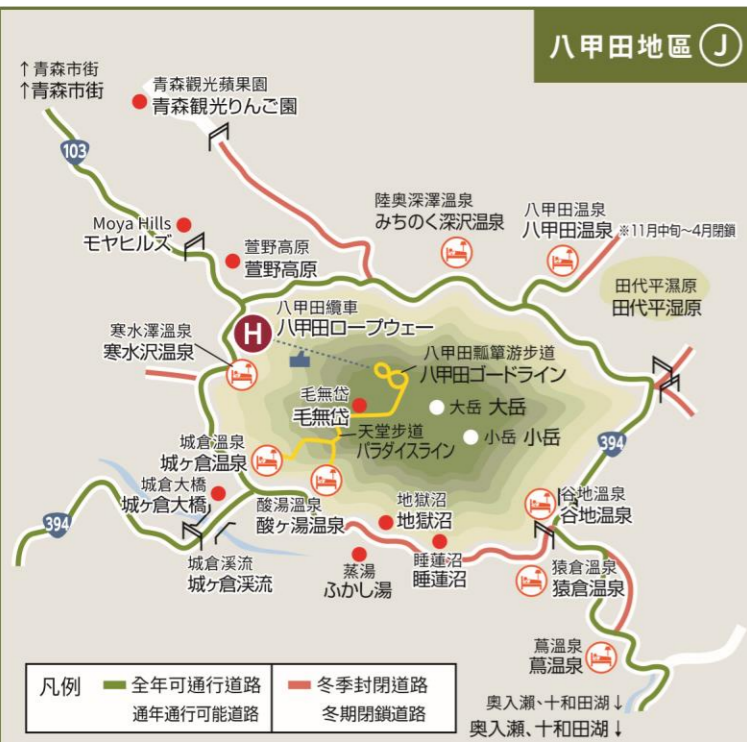 八甲田地區 J
↑青森市街
↑青森市街
青森觀光蘋果園
青森観光りんご園
103
Moya Hills
モヤヒルズ
萱野高原
萱野高原
陸奧深澤溫泉
みちのく深沢温泉
八甲田温泉
八甲田温泉 ※11月中旬~4月閉鎖
田代平濕原
田代平湿原
寒水澤溫泉
寒水沢温泉
H
八甲田纜車
八甲田ロープウェー
八甲田瓢簞游步道
八甲田ゴードライン
毛無岱
毛無岱
大岳 大岳
小岳 小岳
天堂步道
パラダイスライン
394
城倉溫泉
城ヶ倉温泉
城倉大橋
城ヶ倉大橋
394
酸湯溫泉
酸ヶ湯温泉
地獄沼
地獄沼
谷地溫泉
谷地温泉
城倉溪流
城ヶ倉渓流
蒸湯
ふかし湯
睡蓮沼
睡蓮沼
猿倉溫泉
猿倉温泉
蔦溫泉
蔦温泉
凡例
全年可通行道路
通年通行可能道路
冬季封閉道路
冬期閉鎖道路
奧入瀨、十和田湖↓
奥入瀬、十和田湖↓